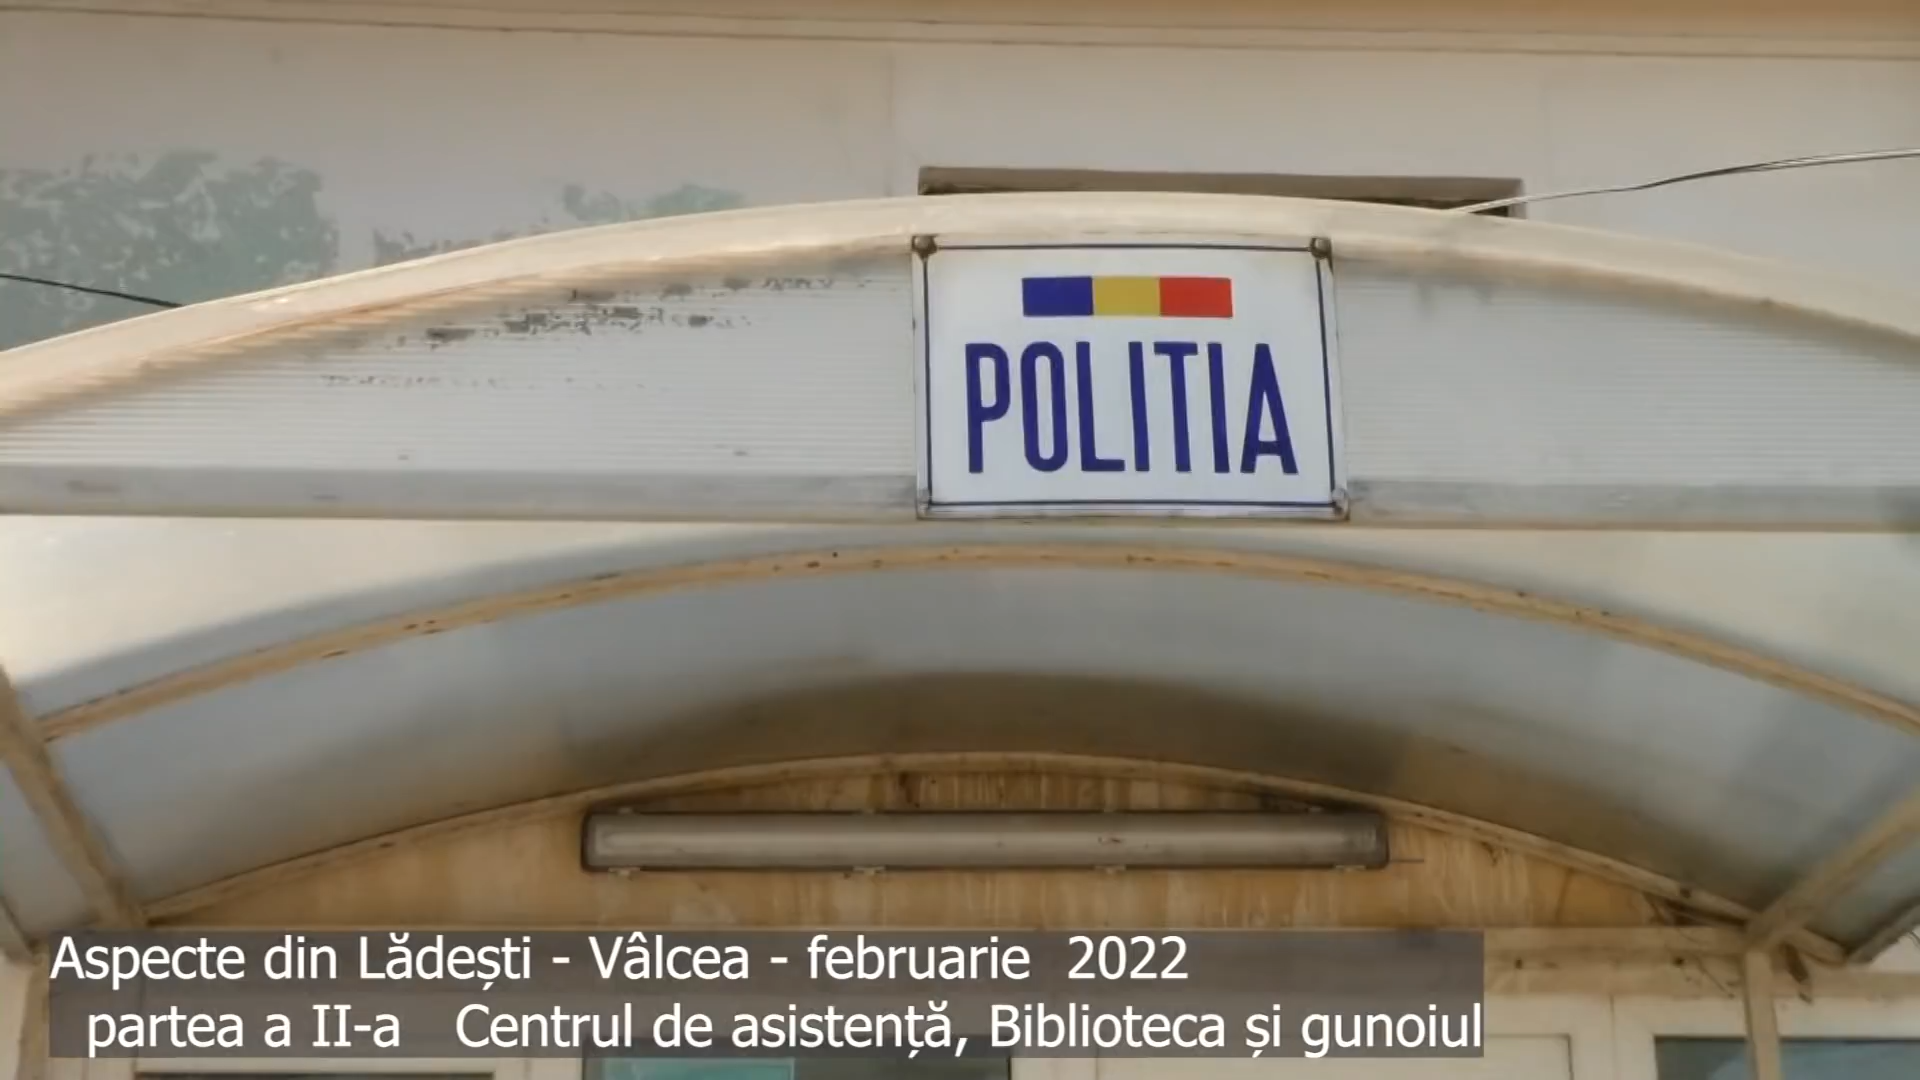 POLITIA
Aspecte din Lădești - Vâlcea - februarie 2022
partea a II-a Centrul de asistență, Biblioteca și gunoiul